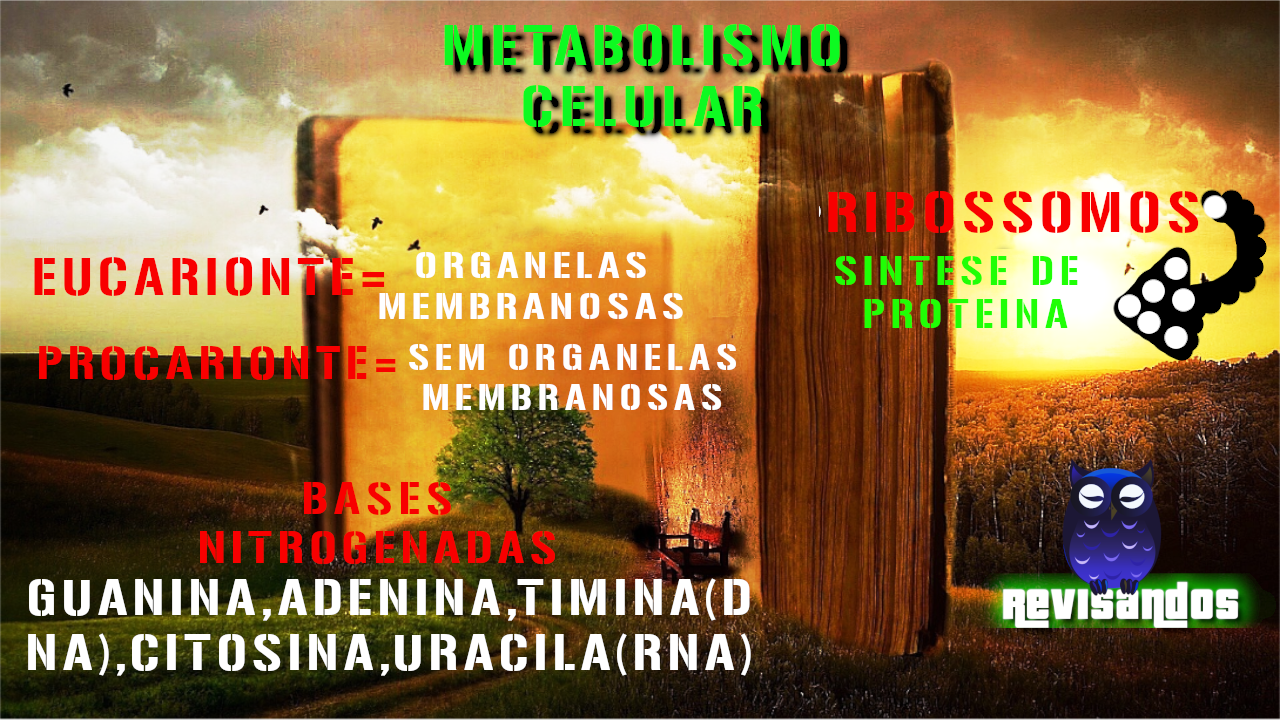 METABOLISMO
CELULAR
RIBOSSOMOS
SINTESE DE
PROTEINA
EUCARIONTE= ORGANELAS
MEMBRANOSAS
PROCARIONTE= SEM ORGANELAS
MEMBRANOSAS
BASES
NITROGENADAS
GUANINA,ADENINA,TIMINA(D
NA),CITOSINA,URACILA(RNA)
REVISANDOS